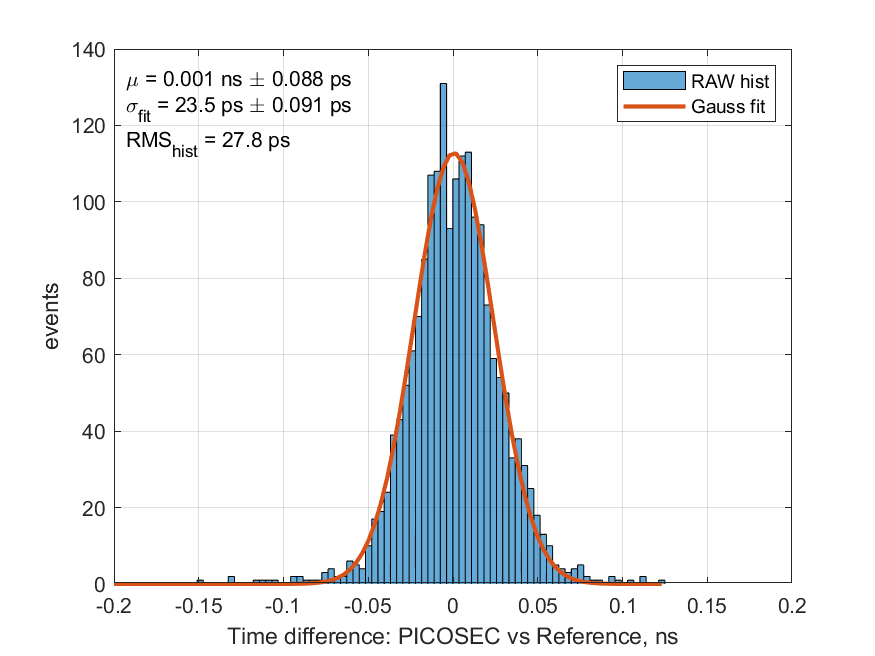 μ = 0.001 ns ± 0.088 ps
σfit = 23.5 ps ± 0.091 ps
RMShist = 27.8 ps
RAW hist
Gauss fit
140
120
100
80
60
40
20
0
events
-0.2 -0.15 -0.1 -0.05 0 0.05 0.1 0.15 0.2
Time difference: PICOSEC vs Reference, ns